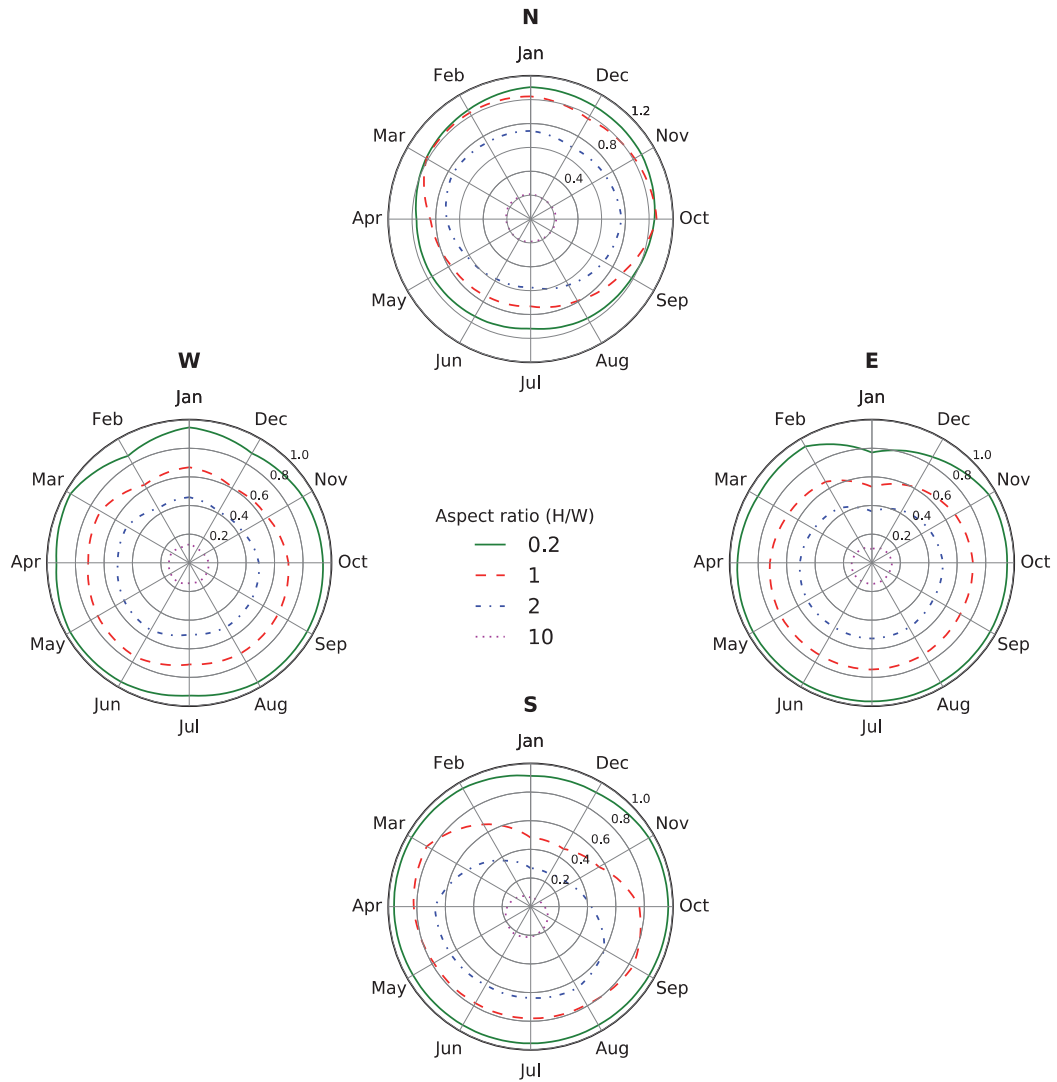 N
Jan
Feb Dec
1.2
Mar Nov
0.8
0.4
Apr Oct
May Sep
Jun Aug
Jul
W E
Jan Jan
Feb Dec Feb Dec
1.0 1.0
Mar 0.8 Nov Mar 0.8 Nov
0.6 0.6
0.4 0.4
0.2 0.2
Aspect ratio (H/W)
0.2
1
2
10
Apr Oct Apr Oct
May Sep May Sep
Jun Aug Jun Aug
Jul Jul
S
Jan
Feb Dec
1.0
0.8
Mar Nov
0.6
0.4
0.2
Apr Oct
May Sep
Jun Aug
Jul